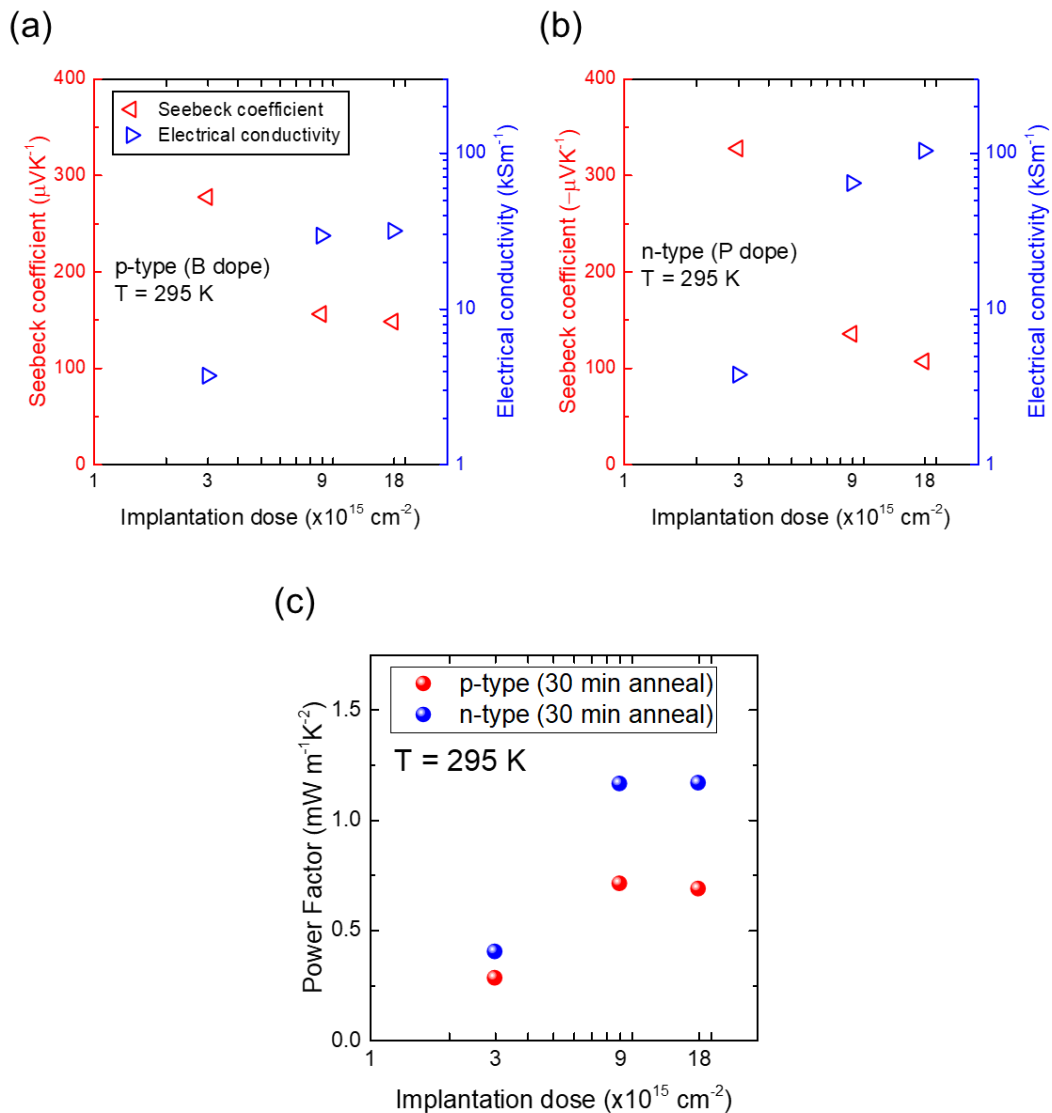 (a)
Seebeck coefficient (μVK⁻¹)
400
300
200
100
0
Seebeck coefficient
Electrical conductivity
p-type (B dope)
T = 295 K
100
10
1
Electrical conductivity (kSm⁻¹)
1
3
9
18
Implantation dose (x10¹⁵ cm⁻²)
(b)
Seebeck coefficient (−μVK⁻¹)
400
300
200
100
0
n-type (P dope)
T = 295 K
100
10
1
Electrical conductivity (kSm⁻¹)
1
3
9
18
Implantation dose (x10¹⁵ cm⁻²)
(c)
Power Factor (mW m⁻¹K⁻²)
1.5
1.0
0.5
0.0
p-type (30 min anneal)
n-type (30 min anneal)
T = 295 K
1
3
9
18
Implantation dose (x10¹⁵ cm⁻²)